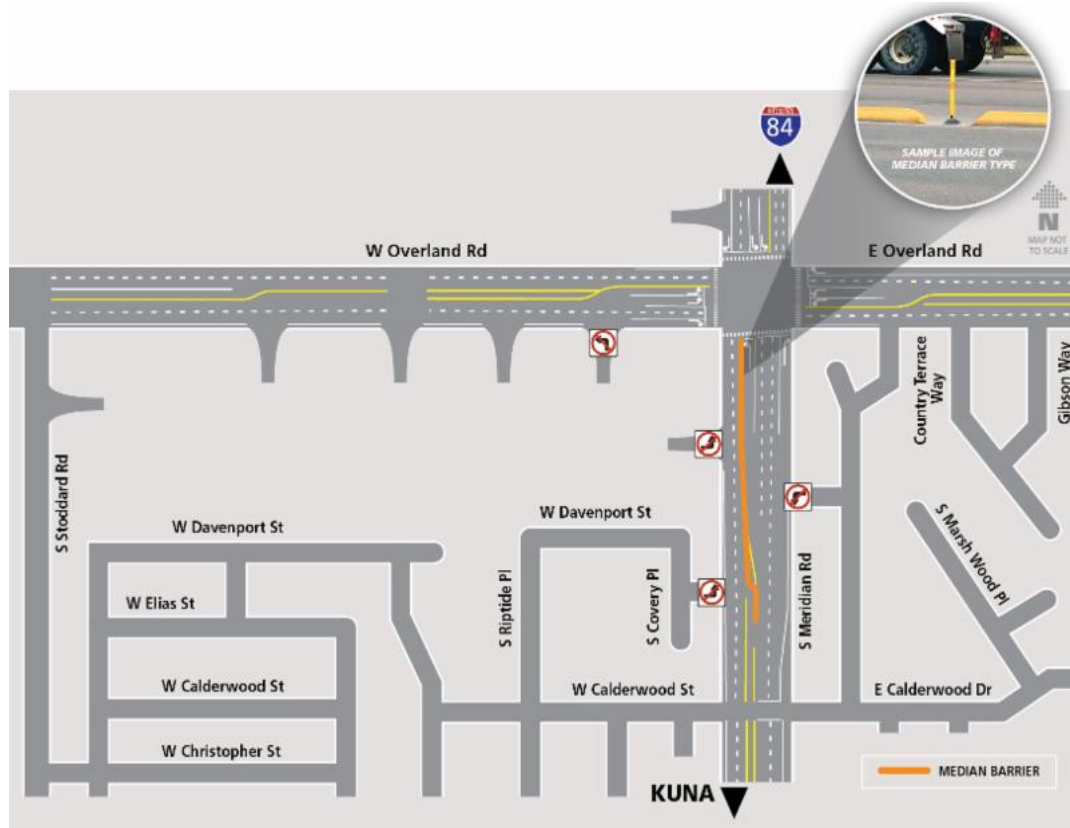 INTERSTATE
84
SAMPLE IMAGE OF
MEDIAN BARRIER TYPE
N
MAP NOT
TO SCALE
W Overland Rd
E Overland Rd
Country Terrace
Way
Gibson Way
S Stoddard Rd
W Davenport St
W Davenport St
S Marsh Wood Pl
W Elias St
S Riptide Pl
S Covery Pl
S Meridian Rd
W Calderwood St
W Calderwood St
E Calderwood Dr
W Christopher St
MEDIAN BARRIER
KUNA